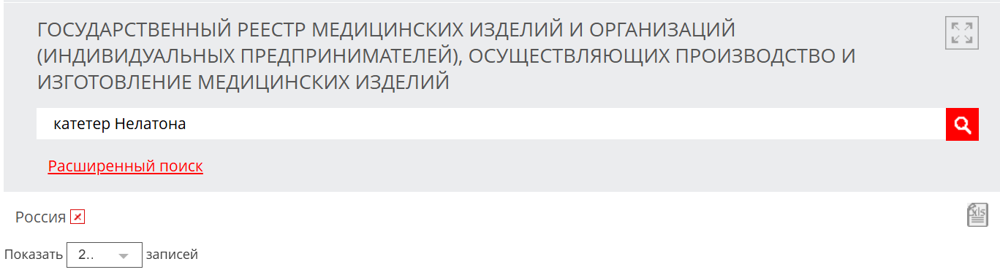 ГОСУДАРСТВЕННЫЙ РЕЕСТР МЕДИЦИНСКИХ ИЗДЕЛИЙ И ОРГАНИЗАЦИЙ
(ИНДИВИДУАЛЬНЫХ ПРЕДПРИНИМАТЕЛЕЙ), ОСУЩЕСТВЛЯЮЩИХ ПРОИЗВОДСТВО И
ИЗГОТОВЛЕНИЕ МЕДИЦИНСКИХ ИЗДЕЛИЙ
катетер Нелатона
Расширенный поиск
Россия
xls
Показать 2.. записей